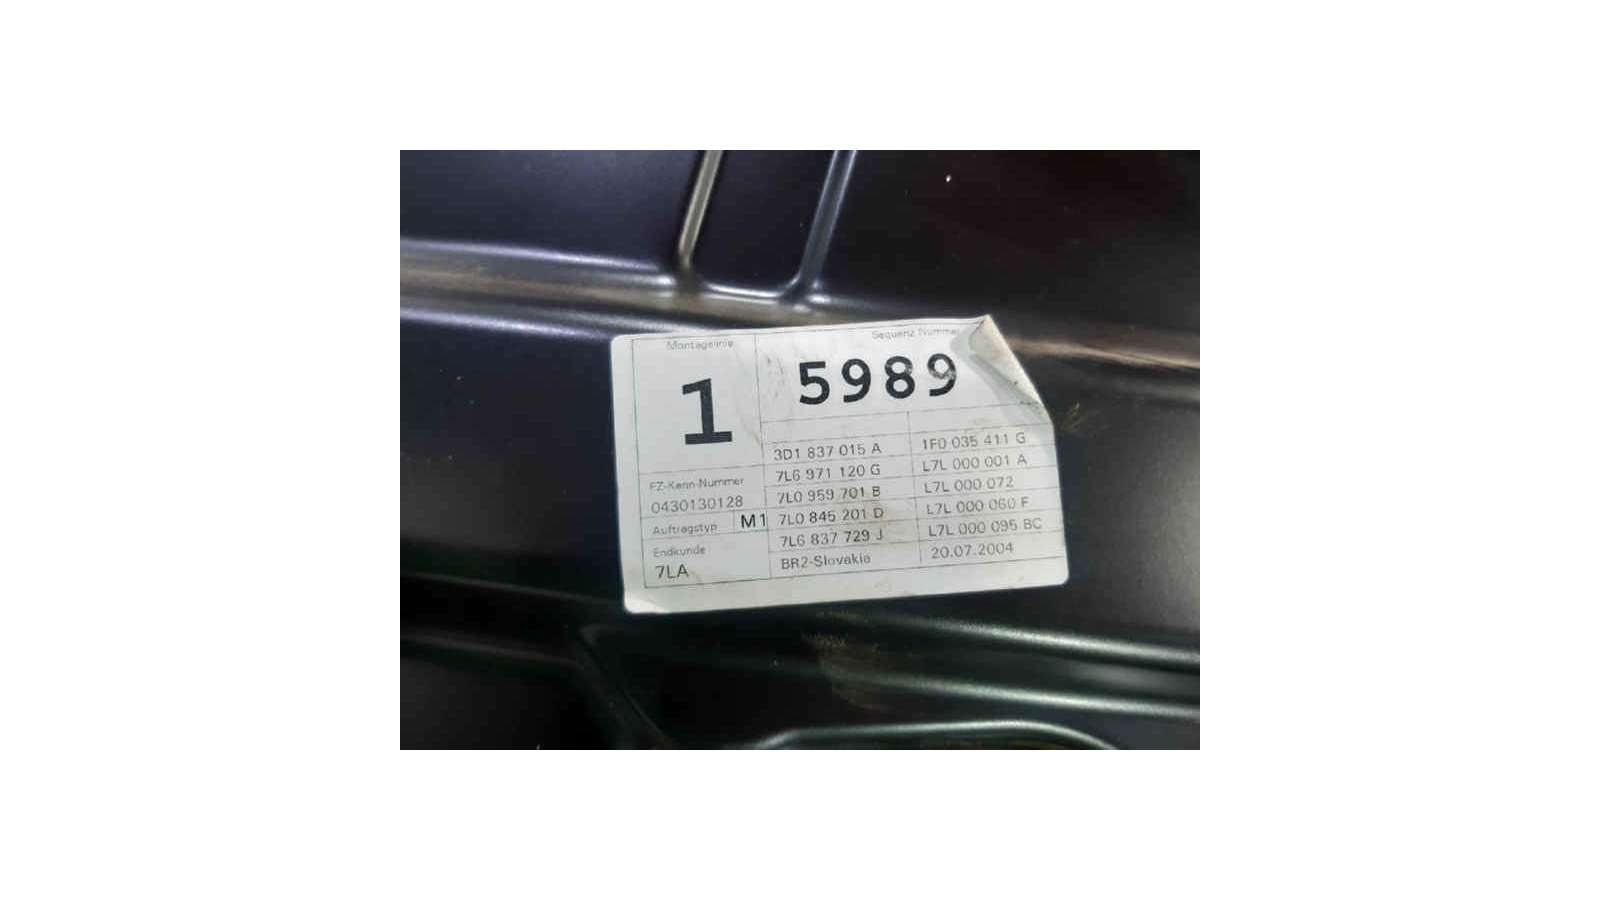 Montagelinie
Sequenz Nummer
1
5989
3D1 837 015 A
1F0 035 411 G
7L6 971 120 G
L7L 000 001 A
FZ-Kenn-Nummer
7L0 959 701 B
L7L 000 072
0430130128
7L0 845 201 D
L7L 000 060 F
Auftragstyp
M1
7L6 837 729 J
L7L 000 095 BC
Endkunde
7LA
BR2-Slovakia
20.07.2004